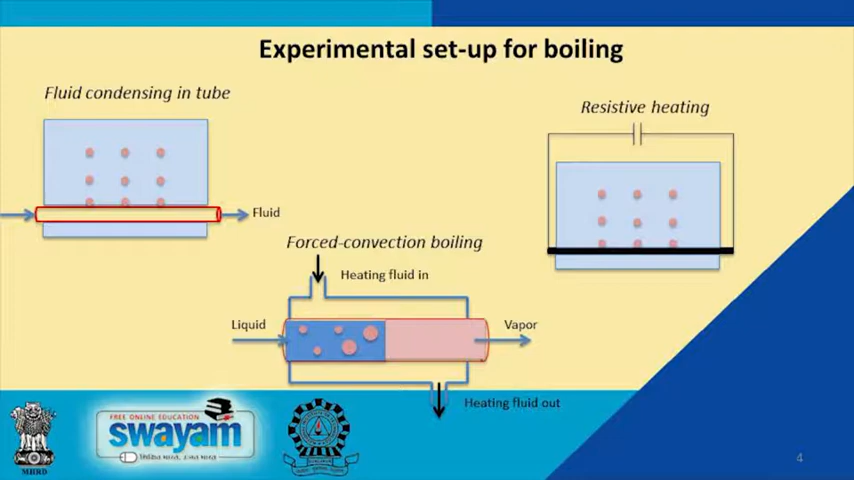 Experimental set-up for boiling
Fluid condensing in tube
Resistive heating
Fluid
Forced-convection boiling
Heating fluid in
Liquid
Vapor
Heating fluid out
FREE ONLINE EDUCATION
swayam
MHRD
4